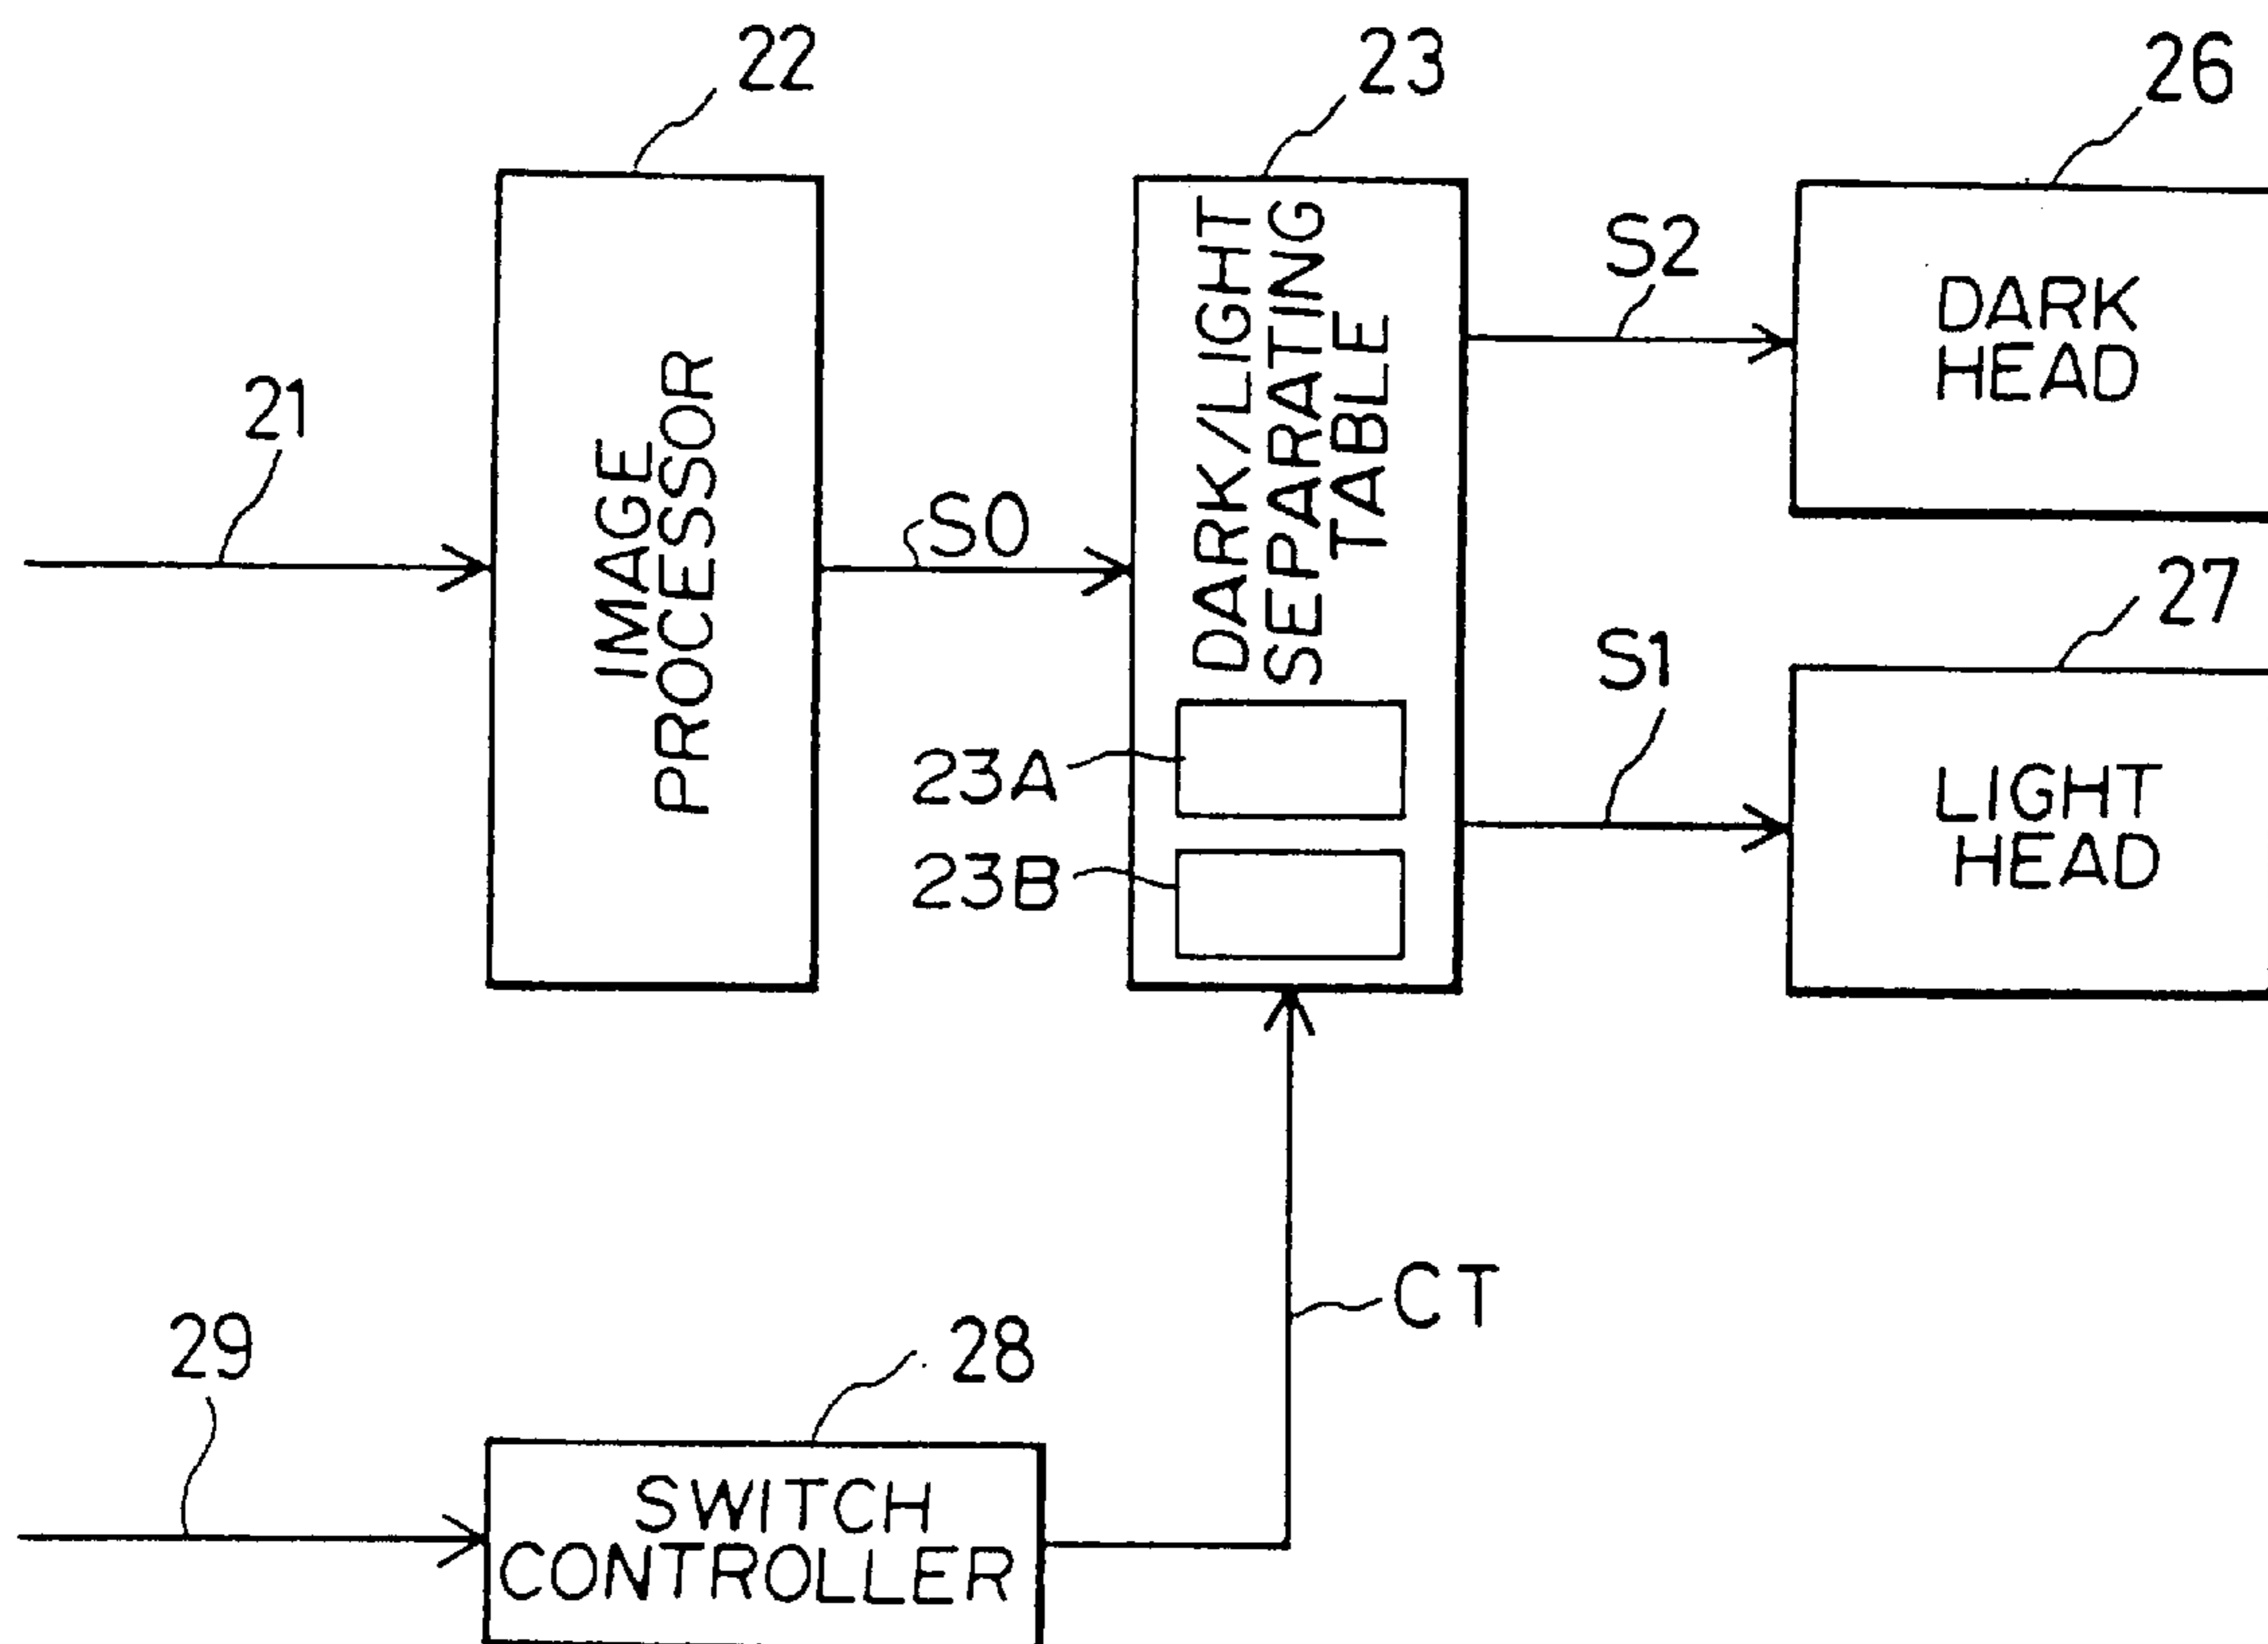 22
23
26
21
IMAGE
PROCESSOR
S0
DARK/LIGHT
SEPARATING
TABLE
23A
23B
S2
DARK
HEAD
27
S1
LIGHT
HEAD
CT
29
28
SWITCH
CONTROLLER